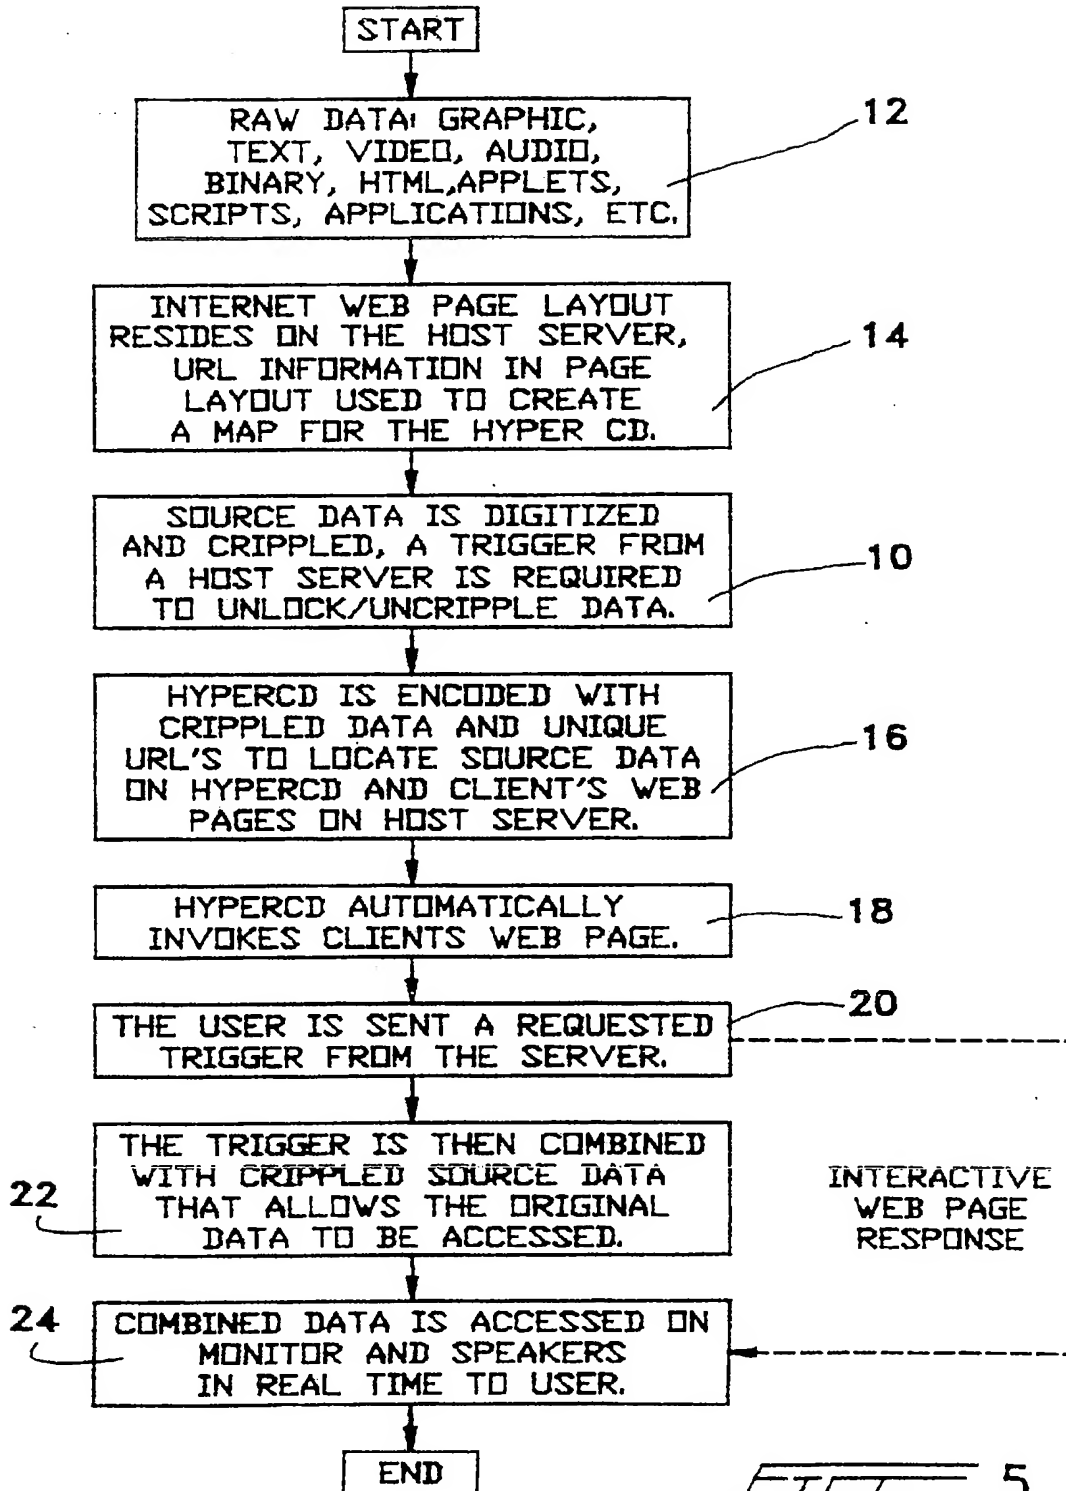 START
RAW DATA: GRAPHIC,
TEXT, VIDEO, AUDIO,
BINARY, HTML,APPLETS,
SCRIPTS, APPLICATIONS, ETC.
12
INTERNET WEB PAGE LAYOUT
RESIDES ON THE HOST SERVER,
URL INFORMATION IN PAGE
LAYOUT USED TO CREATE
A MAP FOR THE HYPER CD.
14
SOURCE DATA IS DIGITIZED
AND CRIPPLED, A TRIGGER FROM
A HOST SERVER IS REQUIRED
TO UNLOCK/UNCRIPPLE DATA.
10
HYPERCD IS ENCODED WITH
CRIPPLED DATA AND UNIQUE
URL'S TO LOCATE SOURCE DATA
ON HYPERCD AND CLIENT'S WEB
PAGES ON HOST SERVER.
16
HYPERCD AUTOMATICALLY
INVOKES CLIENTS WEB PAGE.
18
THE USER IS SENT A REQUESTED
TRIGGER FROM THE SERVER.
20
THE TRIGGER IS THEN COMBINED
WITH CRIPPLED SOURCE DATA
THAT ALLOWS THE ORIGINAL
DATA TO BE ACCESSED.
22
INTERACTIVE
WEB PAGE
RESPONSE
COMBINED DATA IS ACCESSED ON
MONITOR AND SPEAKERS
IN REAL TIME TO USER.
24
END
5